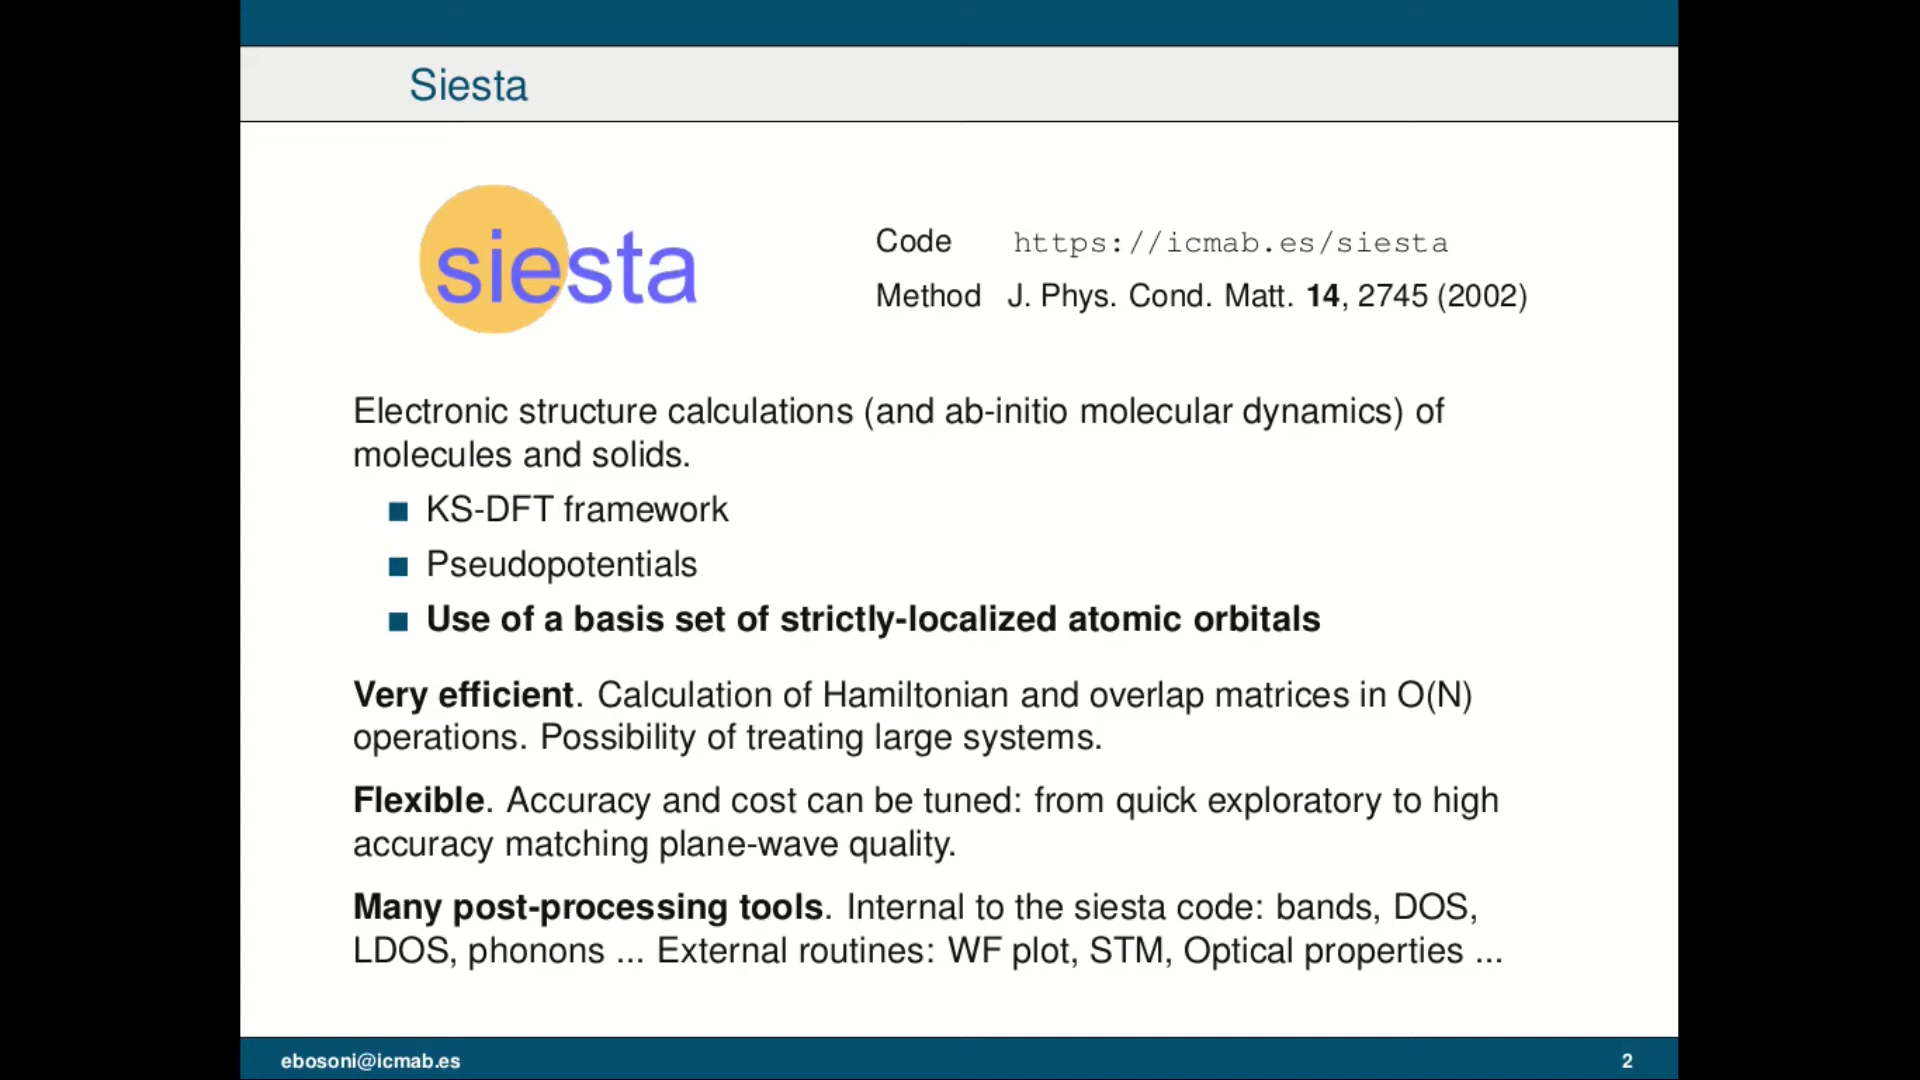 Siesta
siesta
Code https://icmab.es/siesta
Method J. Phys. Cond. Matt. 14, 2745 (2002)
Electronic structure calculations (and ab-initio molecular dynamics) of
molecules and solids.
KS-DFT framework
Pseudopotentials
Use of a basis set of strictly-localized atomic orbitals
Very efficient. Calculation of Hamiltonian and overlap matrices in O(N)
operations. Possibility of treating large systems.
Flexible. Accuracy and cost can be tuned: from quick exploratory to high
accuracy matching plane-wave quality.
Many post-processing tools. Internal to the siesta code: bands, DOS,
LDOS, phonons ... External routines: WF plot, STM, Optical properties ...
ebosoni@icmab.es 2